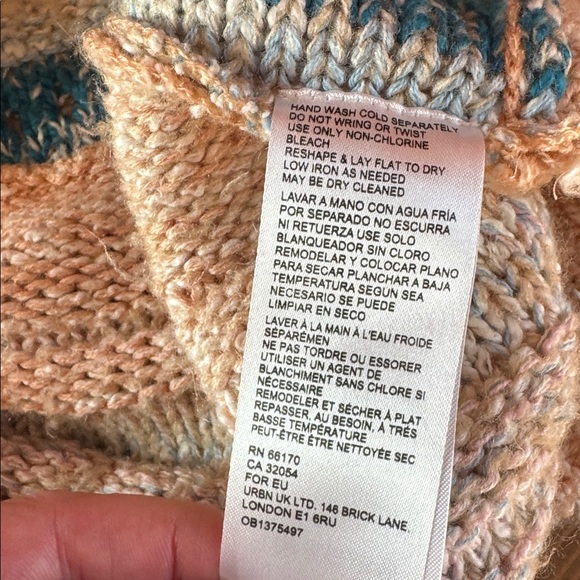 HAND WASH COLD SEPARATELY
DO NOT WRING OR TWIST
USE ONLY NON-CHLORINE
BLEACH
RESHAPE & LAY FLAT TO DRY
LOW IRON AS NEEDED
MAY BE DRY CLEANED
LAVAR A MANO CON AGUA FRÍA
POR SEPARADO NO ESCURRA
NI RETUERZA USE SOLO
BLANQUEADOR SIN CLORO
REMODELAR Y COLOCAR PLANO
PARA SECAR PLANCHAR A BAJA
TEMPERATURA SEGUN SEA
NECESARIO SE PUEDE
LIMPIAR EN SECO
LAVER À LA MAIN À L'EAU FROIDE
SÉPARÉMEN
NE PAS TORDRE OU ESSORER
UTILISER UN AGENT DE
BLANCHIMENT SANS CHLORE SI
NÉCESSAIRE
REMODELER ET SÉCHER À PLAT
REPASSER, AU BESOIN, À TRÈS
BASSE TEMPÉRATURE
PEUT-ÊTRE ÊTRE NETTOYÉE SEC
RN 66170
CA 32054
FOR EU
URBN UK LTD. 146 BRICK LANE,
LONDON E1 6RU
OB1375497